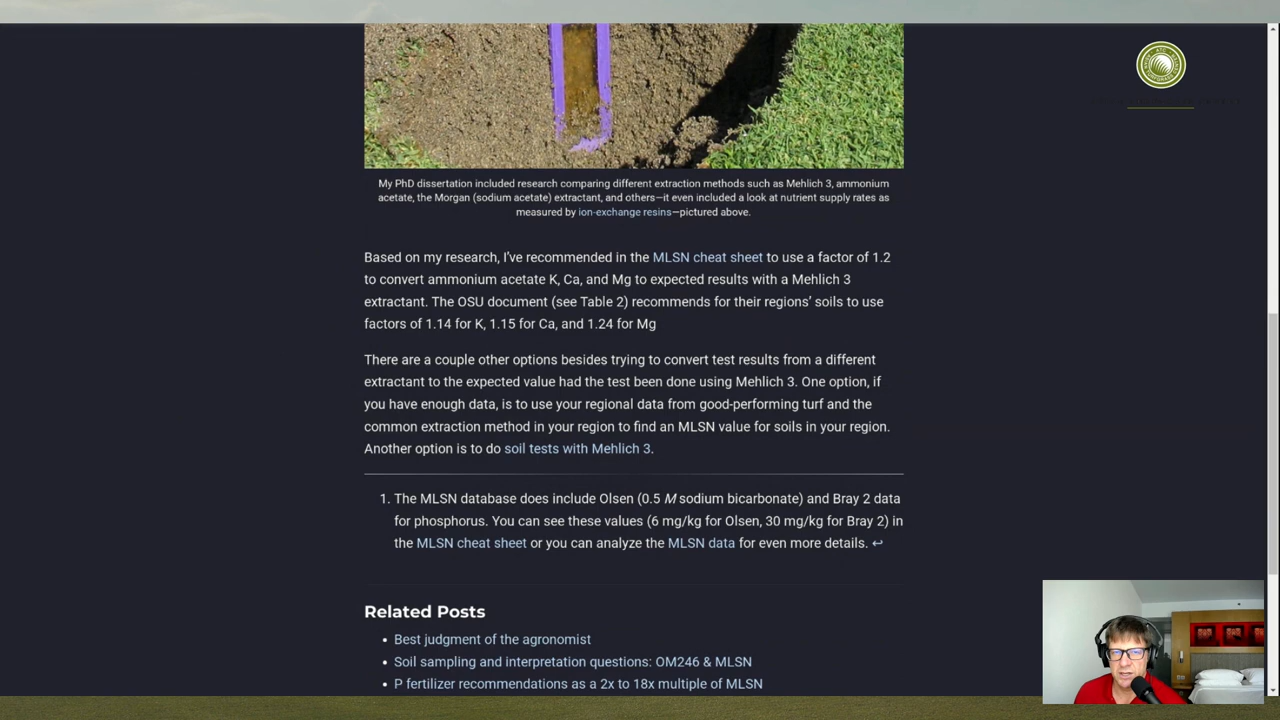 My PhD dissertation included research comparing different extraction methods such as Mehlich 3, ammonium
acetate, the Morgan (sodium acetate) extractant, and others—it even included a look at nutrient supply rates as
measured by ion-exchange resins—pictured above.
Based on my research, I've recommended in the MLSN cheat sheet to use a factor of 1.2
to convert ammonium acetate K, Ca, and Mg to expected results with a Mehlich 3
extractant. The OSU document (see Table 2) recommends for their regions' soils to use
factors of 1.14 for K, 1.15 for Ca, and 1.24 for Mg
There are a couple other options besides trying to convert test results from a different
extractant to the expected value had the test been done using Mehlich 3. One option, if
you have enough data, is to use your regional data from good-performing turf and the
common extraction method in your region to find an MLSN value for soils in your region.
Another option is to do soil tests with Mehlich 3.
1. The MLSN database does include Olsen (0.5 M sodium bicarbonate) and Bray 2 data
for phosphorus. You can see these values (6 mg/kg for Olsen, 30 mg/kg for Bray 2) in
the MLSN cheat sheet or you can analyze the MLSN data for even more details. ↩
Related Posts
• Best judgment of the agronomist
• Soil sampling and interpretation questions: OM246 & MLSN
• P fertilizer recommendations as a 2x to 18x multiple of MLSN